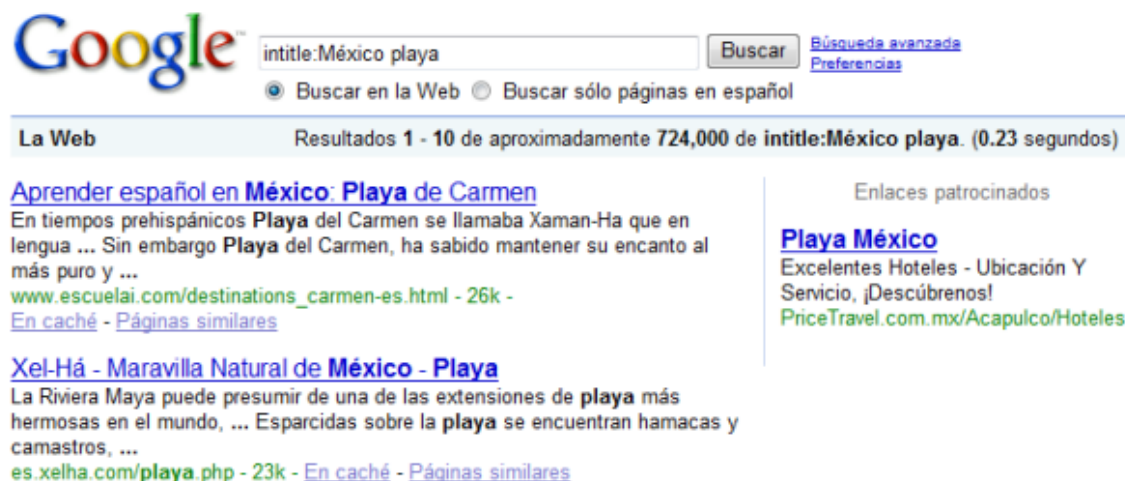 Google™
intitle:México playa
Buscar
Búsqueda avanzada
Preferencias
Buscar en la Web Buscar sólo páginas en español
La Web Resultados 1 - 10 de aproximadamente 724,000 de intitle:México playa. (0.23 segundos)
Aprender español en México: Playa de Carmen
En tiempos prehispánicos Playa del Carmen se llamaba Xaman-Ha que en
lengua ... Sin embargo Playa del Carmen, ha sabido mantener su encanto al
más puro y ...
www.escuelai.com/destinations_carmen-es.html - 26k -
En caché - Páginas similares
Xel-Há - Maravilla Natural de México - Playa
La Riviera Maya puede presumir de una de las extensiones de playa más
hermosas en el mundo, ... Esparcidas sobre la playa se encuentran hamacas y
camastros, ...
es.xelha.com/playa.php - 23k - En caché - Páginas similares
Enlaces patrocinados
Playa México
Excelentes Hoteles - Ubicación Y
Servicio, ¡Descúbrenos!
PriceTravel.com.mx/Acapulco/Hoteles